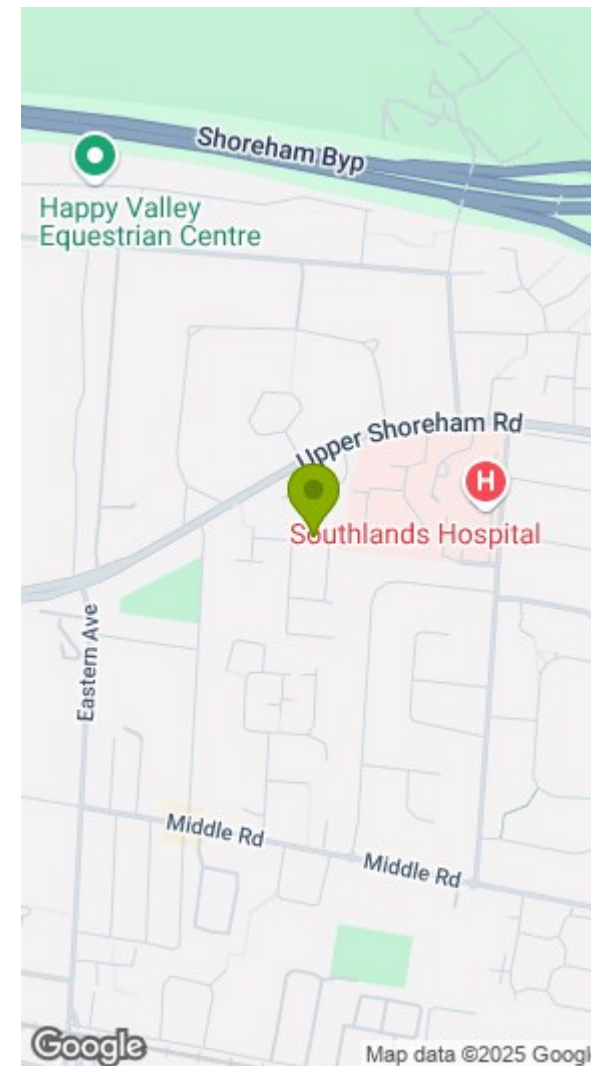 Shoreham Byp
Happy Valley
Equestrian Centre
Upper Shoreham Rd
H
Southlands Hospital
Eastern Ave
Middle Rd
Middle Rd
Google
Map data ©2025 Google